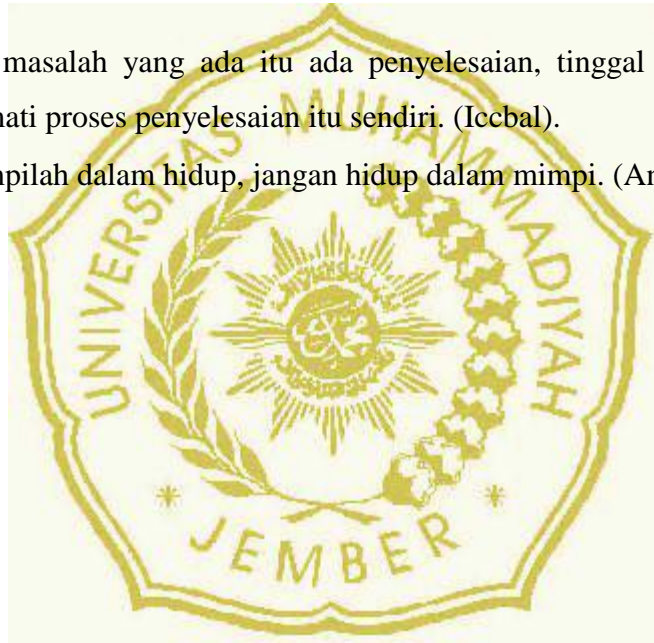 masalah yang ada itu ada penyelesaian, tinggal
nati proses penyelesaian itu sendiri. (Iccbal).
npilah dalam hidup, jangan hidup dalam mimpi. (An
UNIVERSITAS MUHAMMADIYAH
JEMBER